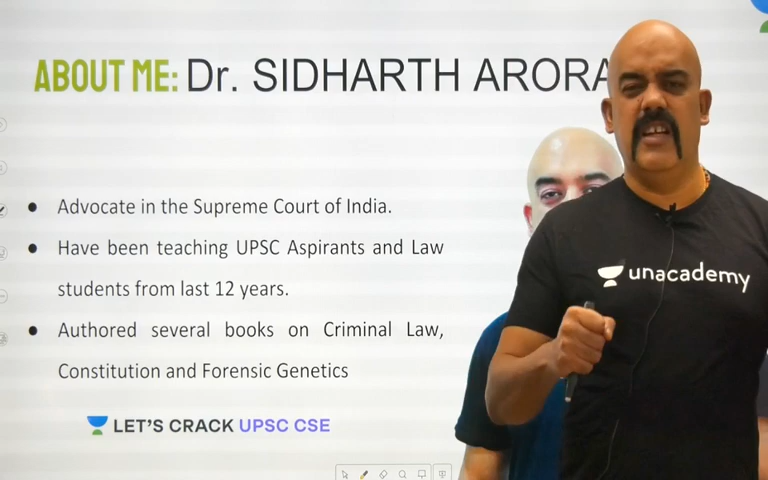 ABOUT ME: Dr. SIDHARTH ARORA
Advocate in the Supreme Court of India.
Have been teaching UPSC Aspirants and Law
students from last 12 years.
Authored several books on Criminal Law,
Constitution and Forensic Genetics
unacademy
LET'S CRACK UPSC CSE